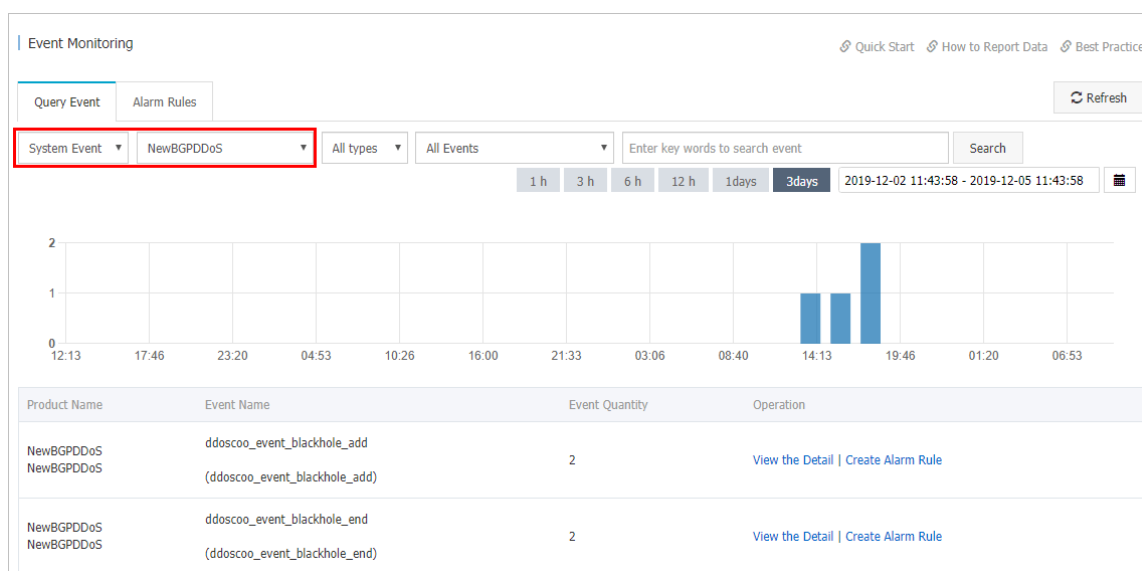 Event Monitoring
Quick Start How to Report Data Best Practice
Query Event Alarm Rules Refresh
System Event NewBGPDDoS All types All Events Enter key words to search event Search
1 h 3 h 6 h 12 h 1days 3days 2019-12-02 11:43:58 - 2019-12-05 11:43:58
2
1
0
12:13 17:46 23:20 04:53 10:26 16:00 21:33 03:06 08:40 14:13 19:46 01:20 06:53
Product Name Event Name Event Quantity Operation
ddoscoo_event_blackhole_add
NewBGPDDoS
NewBGPDDoS
2 View the Detail | Create Alarm Rule
(ddoscoo_event_blackhole_add)
ddoscoo_event_blackhole_end
NewBGPDDoS
NewBGPDDoS
2 View the Detail | Create Alarm Rule
(ddoscoo_event_blackhole_end)